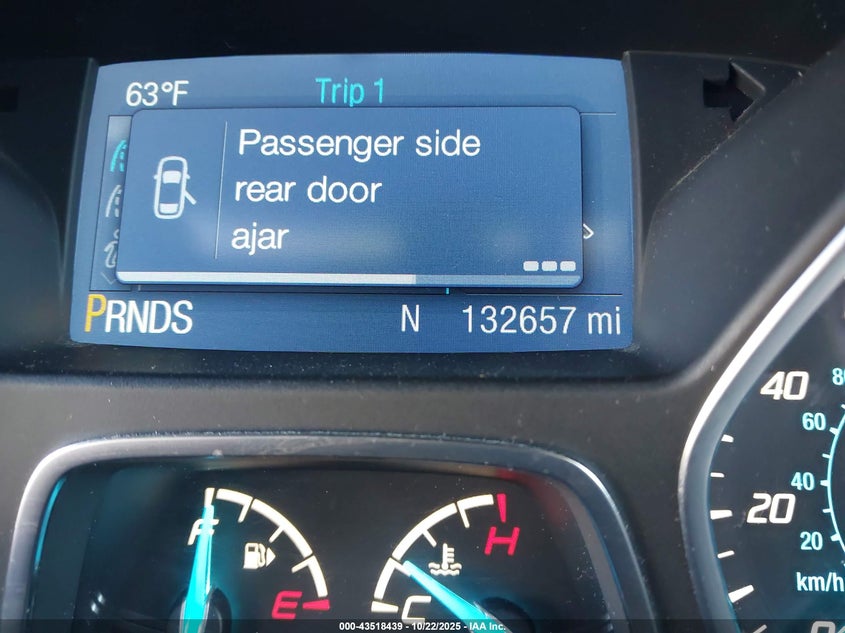 63°F Trip 1
Passenger side
rear door
ajar
PRNDS N 132657 mi
40 80
60
F H 40
20
20
E C km/h
000-43518439 - 10/22/2025 - IAA Inc.